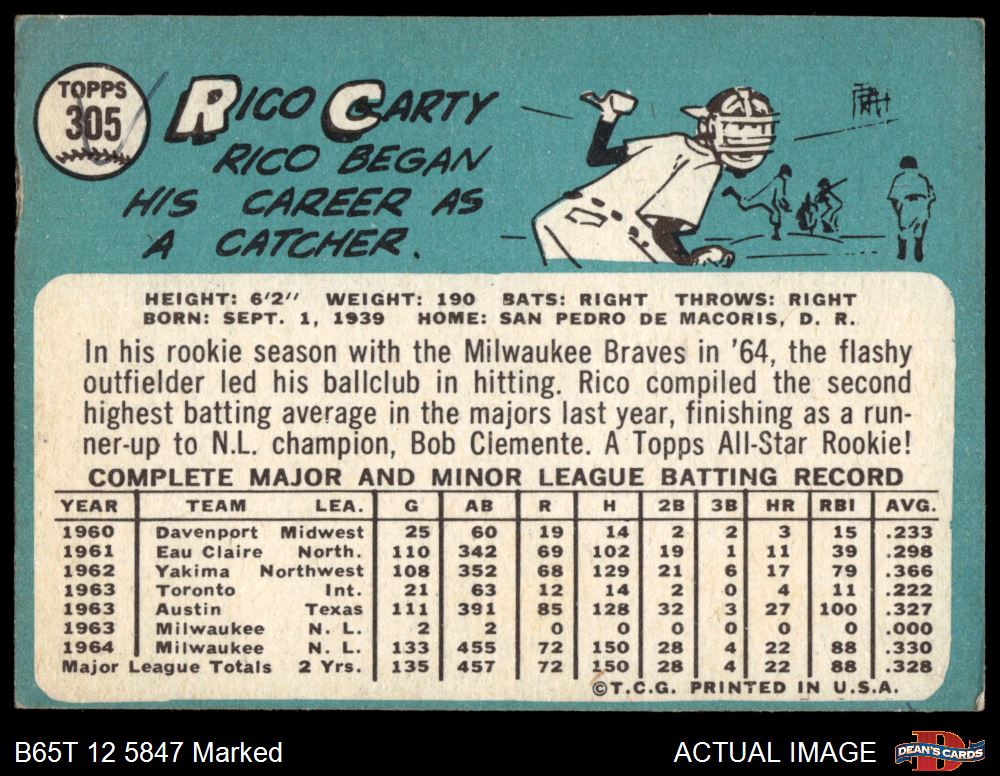 TOPPS
305
RICO CARTY
RICO BEGAN
HIS CAREER AS
A CATCHER.
HEIGHT: 6'2" WEIGHT: 190 BATS: RIGHT THROWS: RIGHT
BORN: SEPT. 1, 1939 HOME: SAN PEDRO DE MACORIS, D. R.
In his rookie season with the Milwaukee Braves in '64, the flashy
outfielder led his ballclub in hitting. Rico compiled the second
highest batting average in the majors last year, finishing as a run-
ner-up to N.L. champion, Bob Clemente. A Topps All-Star Rookie!
COMPLETE MAJOR AND MINOR LEAGUE BATTING RECORD
YEAR TEAM LEA. G AB R H 2B 3B HR RBI AVG.
1960 Davenport Midwest 25 60 19 14 2 2 3 15 .233
1961 Eau Claire North. 110 342 69 102 19 1 11 39 .298
1962 Yakima Northwest 108 352 68 129 21 6 17 79 .366
1963 Toronto Int. 21 63 12 14 2 0 4 11 .222
1963 Austin Texas 111 391 85 128 32 3 27 100 .327
1963 Milwaukee N. L. 2 2 0 0 0 0 0 0 .000
1964 Milwaukee N. L. 133 455 72 150 28 4 22 88 .330
Major League Totals 2 Yrs. 135 457 72 150 28 4 22 88 .328
©T.C.G. PRINTED IN U.S.A.
B65T 12 5847 Marked
ACTUAL IMAGE
DEAN'S CARDS